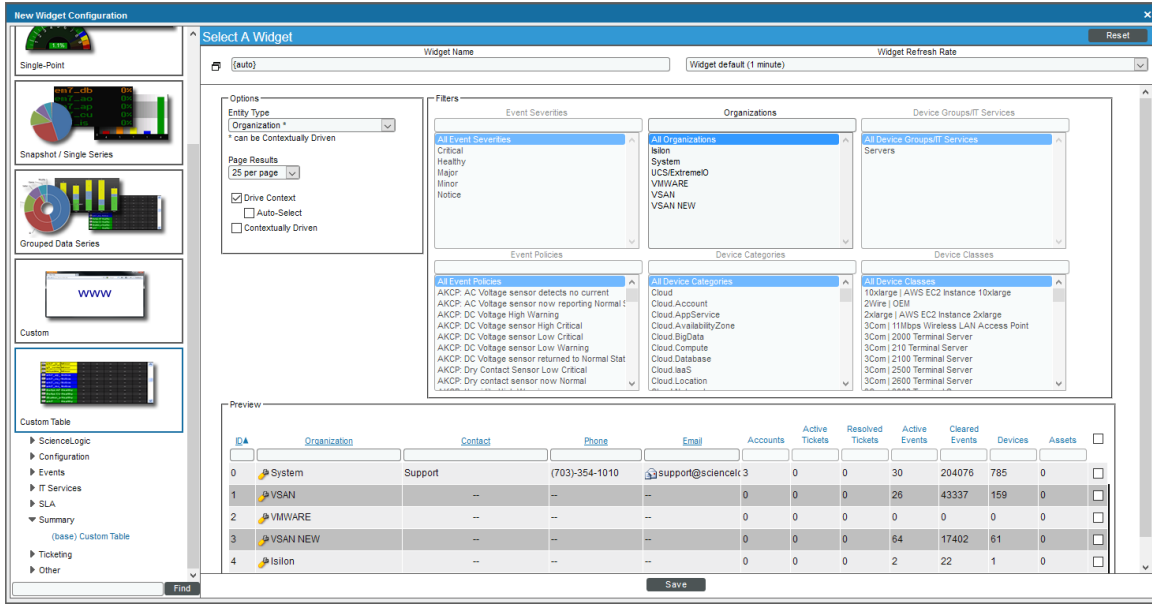 New Widget Configuration
Select A Widget
Reset
Widget Name
Widget Refresh Rate
{auto}
Widget default (1 minute)
1.1%
Single-Point
em7_db 0%
em7_ao 0%
Snapshot / Single Series
Grouped Data Series
WWW
Custom
Custom Table
ScienceLogic
Configuration
Events
IT Services
SLA
Summary
(base) Custom Table
Ticketing
Other
Find
Options
Entity Type
Organization *
* can be Contextually Driven
Page Results
25 per page
Drive Context
Auto-Select
Contextually Driven
Filters
Event Severities
All Event Severities
Critical
Healthy
Major
Minor
Notice
Organizations
All Organizations
Isilon
System
UCS/ExtremeIO
VMWARE
VSAN
VSAN NEW
Device Groups/IT Services
All Device Groups/IT Services
Servers
Event Policies
All Event Policies
AKCP: AC Voltage sensor detects no current
AKCP: AC Voltage sensor now reporting Normal S
AKCP: DC Voltage High Warning
AKCP: DC Voltage sensor High Critical
AKCP: DC Voltage sensor Low Critical
AKCP: DC Voltage sensor Low Warning
AKCP: DC Voltage sensor returned to Normal Stat
AKCP: Dry Contact Sensor Low Critical
AKCP: Dry contact sensor now Normal
Device Categories
All Device Categories
Cloud
Cloud.Account
Cloud.AppService
Cloud.AvailabilityZone
Cloud.BigData
Cloud.Compute
Cloud.Database
Cloud.IaaS
Cloud.Location
Device Classes
All Device Classes
10xlarge | AWS EC2 Instance 10xlarge
2Wire | OEM
2xlarge | AWS EC2 Instance 2xlarge
3Com | 11Mbps Wireless LAN Access Point
3Com | 2000 Terminal Server
3Com | 210 Terminal Server
3Com | 2100 Terminal Server
3Com | 2500 Terminal Server
3Com | 2600 Terminal Server
Preview
ID Organization Contact Phone Email Accounts Active Tickets Resolved Tickets Active Events Cleared Events Devices Assets
0 System Support (703)-354-1010 support@sciencelo 3 0 0 30 204076 785 0
1 VSAN -- -- -- 0 0 0 26 43337 159 0
2 VMWARE -- -- -- 0 0 0 0 0 0 0
3 VSAN NEW -- -- -- 0 0 0 64 17402 61 0
4 Isilon -- -- -- 0 0 0 2 22 1 0
Save